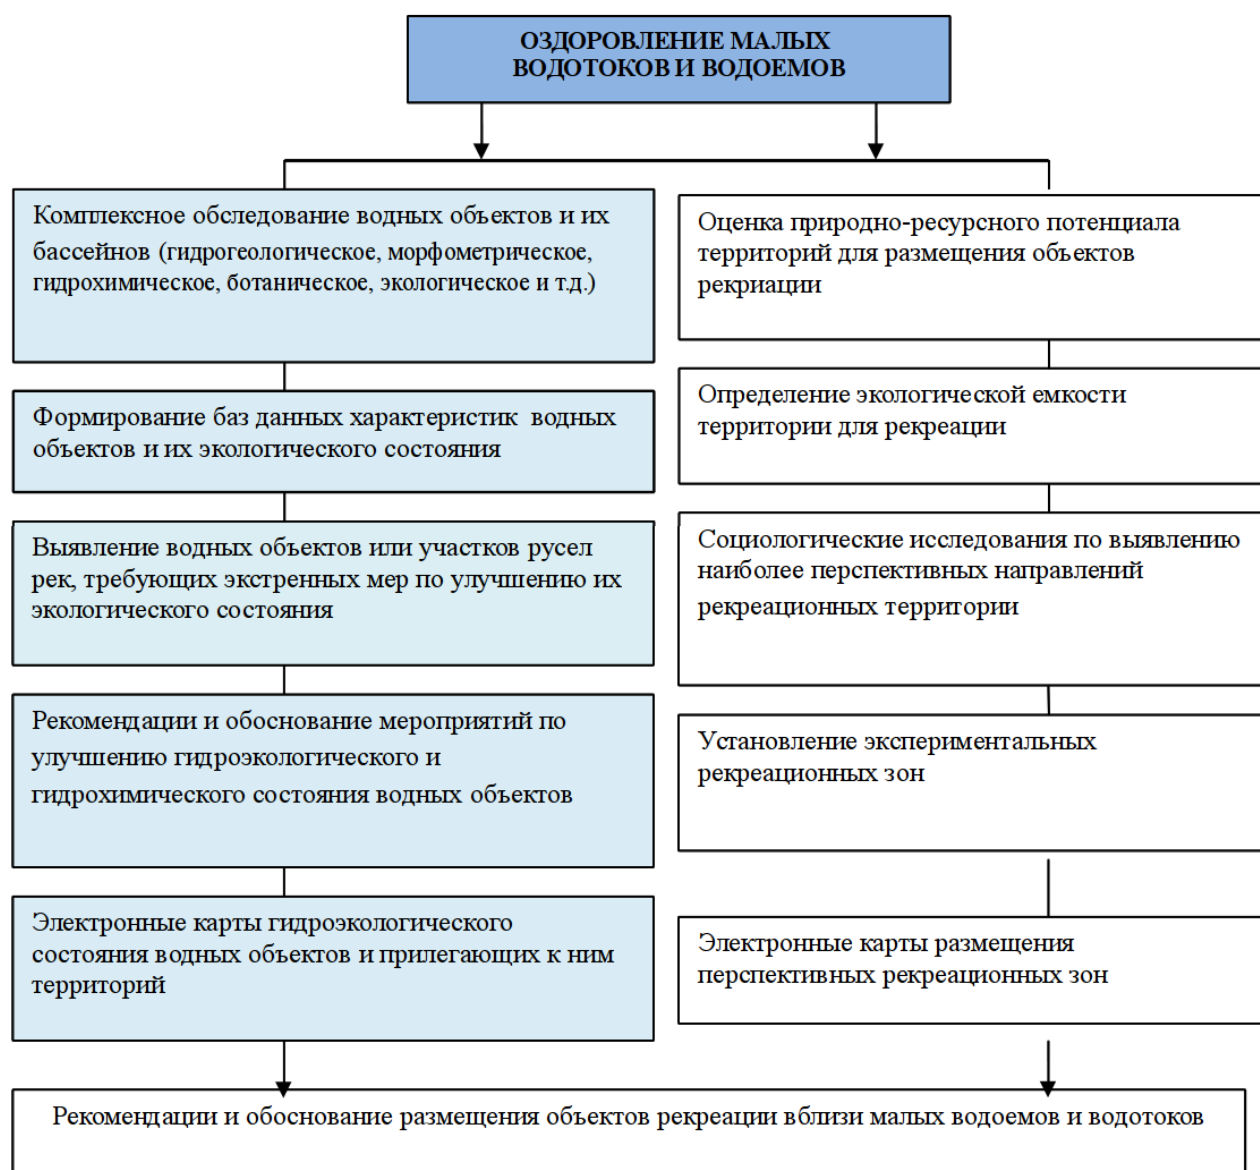 ОЗДОРОВЛЕНИЕ МАЛЫХ
ВОДОТОКОВ И ВОДОЕМОВ
Комплексное обследование водных объектов и их
бассейнов (гидрогеологическое, морфометрическое,
гидрохимическое, ботаническое, экологическое и т.д.)
Формирование баз данных характеристик водных
объектов и их экологического состояния
Выявление водных объектов или участков русел
рек, требующих экстренных мер по улучшению их
экологического состояния
Рекомендации и обоснование мероприятий по
улучшению гидроэкологического и
гидрохимического состояния водных объектов
Электронные карты гидроэкологического
состояния водных объектов и прилегающих к ним
территорий
Оценка природно-ресурсного потенциала
территорий для размещения объектов
рекриации
Определение экологической емкости
территории для рекреации
Социологические исследования по выявлению
наиболее перспективных направлений
рекреационных территории
Установление экспериментальных
рекреационных зон
Электронные карты размещения
перспективных рекреационных зон
Рекомендации и обоснование размещения объектов рекреации вблизи малых водоемов и водотоков